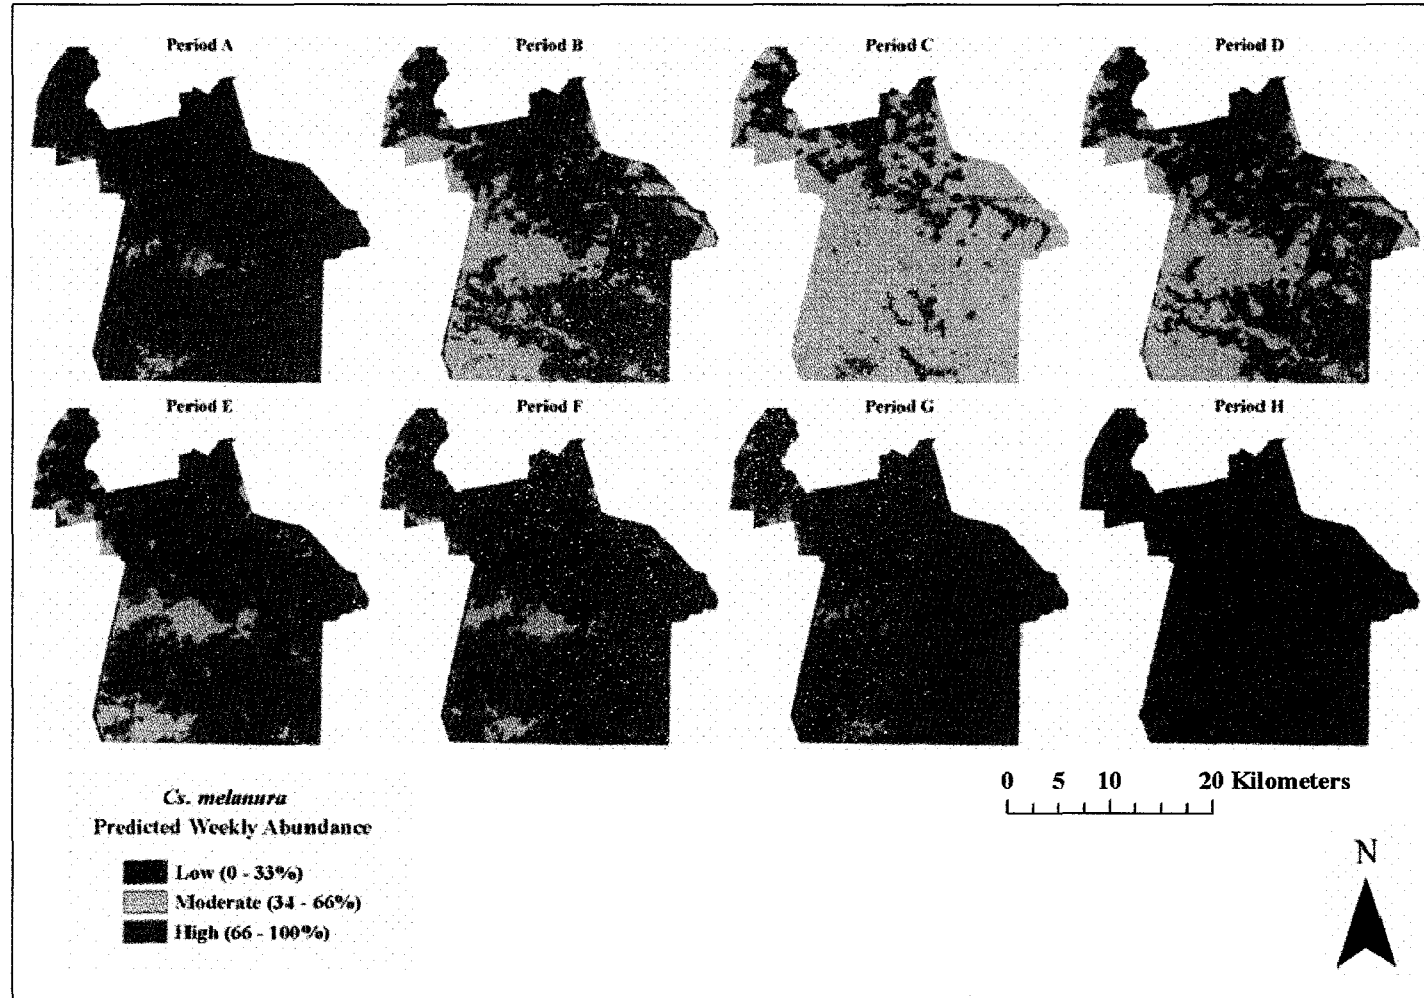 Period A
Period B
Period C
Period D
Period E
Period F
Period G
Period H
Cs. melanura
Predicted Weekly Abundance
Low (0 - 33%)
Moderate (34 - 66%)
High (66 - 100%)
0 5 10 20 Kilometers
N